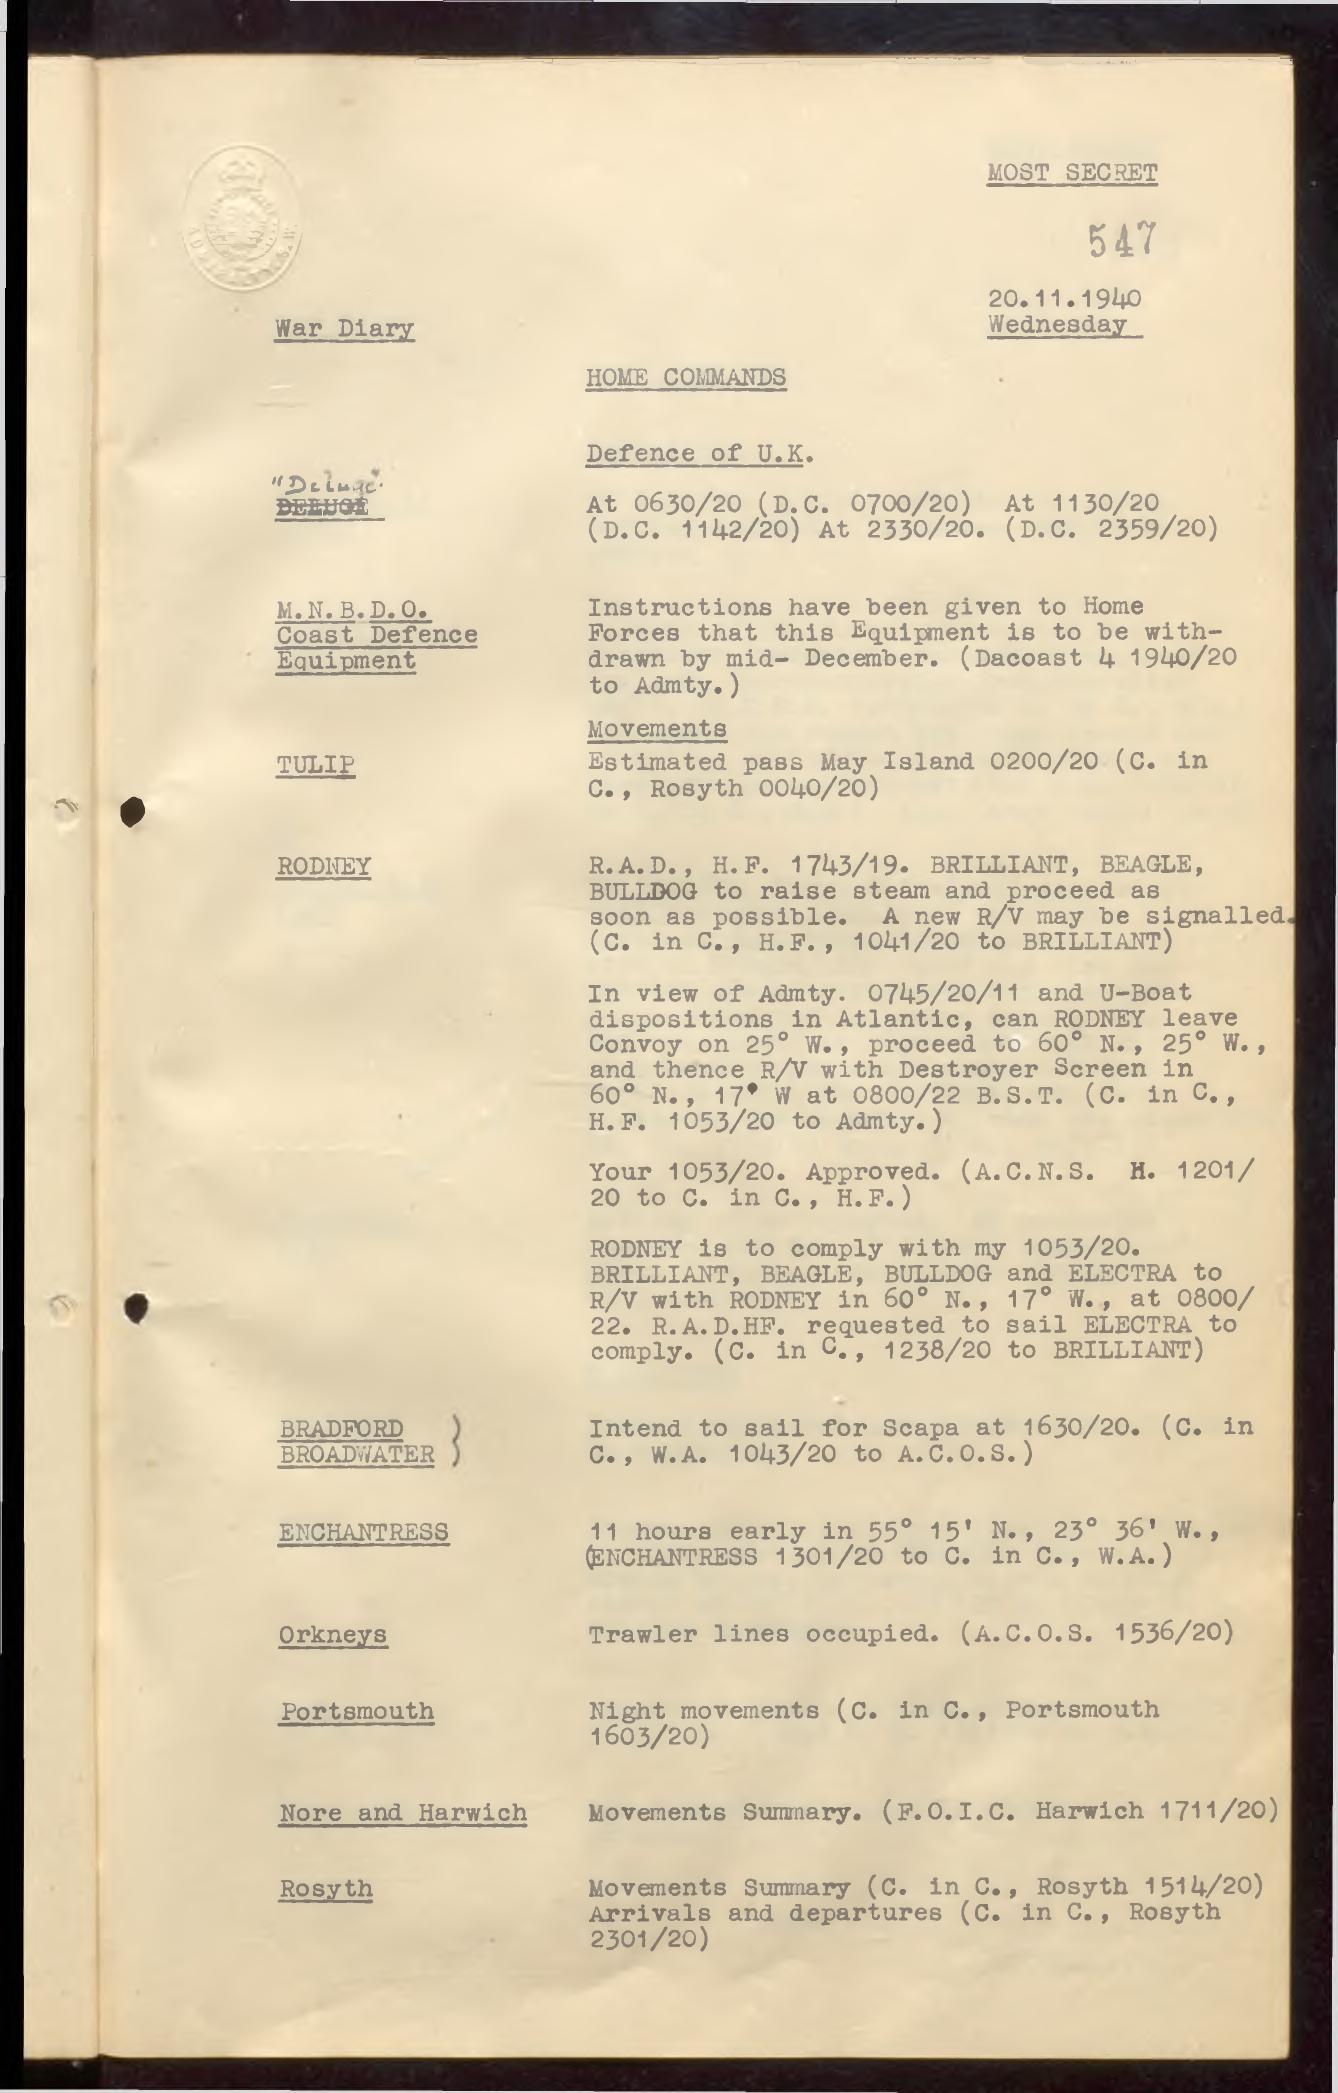 MOST SECRET
547
20.11.1940
War Diary
Wednesday
HOME COMMANDS
Defence of U.K.
"Deluge"
DELUGE
At 0630/20 (D.C. 0700/20) At 1130/20
(D.C. 1142/20) At 2330/20. (D.C. 2359/20)
M.N.B.D.O.
Coast Defence
Equipment
Instructions have been given to Home
Forces that this Equipment is to be with-
drawn by mid- December. (Dacoast 4 1940/20
to Admty.)
Movements
TULIP
Estimated pass May Island 0200/20 (C. in
C., Rosyth 0040/20)
RODNEY
R.A.D., H.F. 1743/19. BRILLIANT, BEAGLE,
BULLDOG to raise steam and proceed as
soon as possible. A new R/V may be signalled.
(C. in C., H.F., 1041/20 to BRILLIANT)
In view of Admty. 0745/20/11 and U-Boat
dispositions in Atlantic, can RODNEY leave
Convoy on 25° W., proceed to 60° N., 25° W.,
and thence R/V with Destroyer Screen in
60° N., 17° W at 0800/22 B.S.T. (C. in C.,
H.F. 1053/20 to Admty.)
Your 1053/20. Approved. (A.C.N.S. H. 1201/
20 to C. in C., H.F.)
RODNEY is to comply with my 1053/20.
BRILLIANT, BEAGLE, BULLDOG and ELECTRA to
R/V with RODNEY in 60° N., 17° W., at 0800/
22. R.A.D.HF. requested to sail ELECTRA to
comply. (C. in C., 1238/20 to BRILLIANT)
BRADFORD )
BROADWATER )
Intend to sail for Scapa at 1630/20. (C. in
C., W.A. 1043/20 to A.C.O.S.)
ENCHANTRESS
11 hours early in 55° 15' N., 23° 36' W.,
(ENCHANTRESS 1301/20 to C. in C., W.A.)
Orkneys
Trawler lines occupied. (A.C.O.S. 1536/20)
Portsmouth
Night movements (C. in C., Portsmouth
1603/20)
Nore and Harwich
Movements Summary. (F.O.I.C. Harwich 1711/20)
Rosyth
Movements Summary (C. in C., Rosyth 1514/20)
Arrivals and departures (C. in C., Rosyth
2301/20)